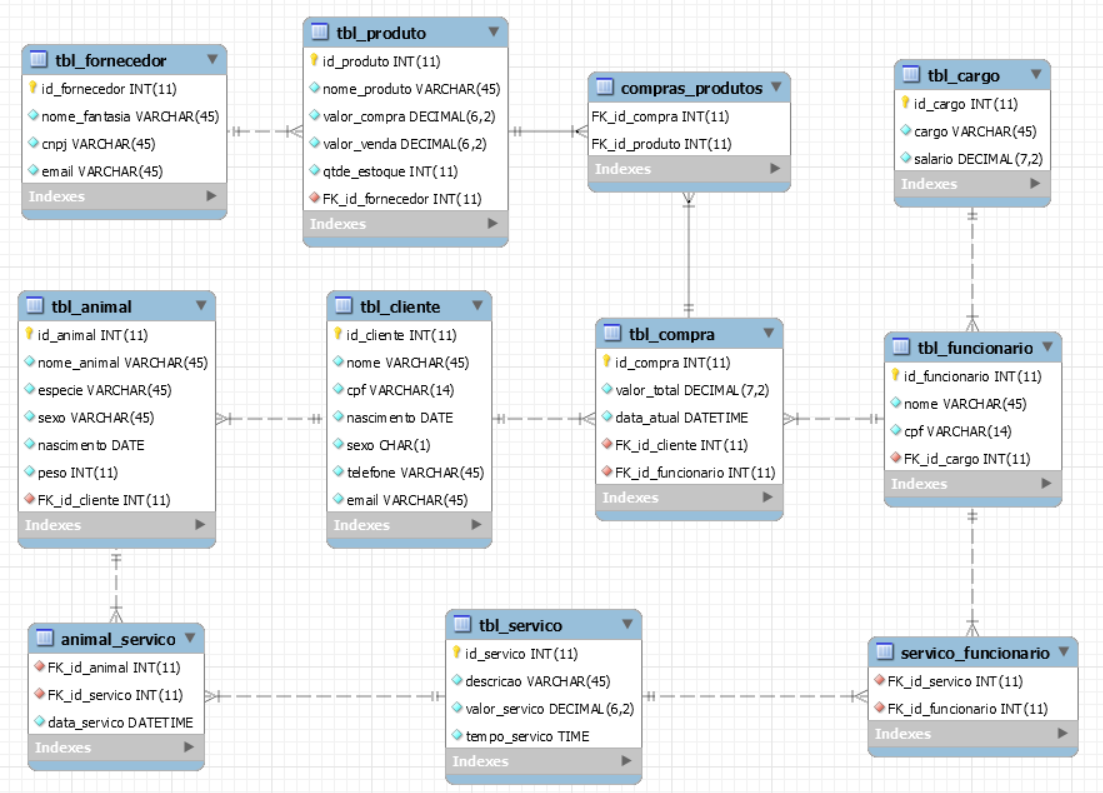 tbl_fornecedor
id_fornecedor INT(11)
nome_fantasia VARCHAR(45)
cnpj VARCHAR(45)
email VARCHAR(45)
Indexes
tbl_produto
id_produto INT(11)
nome_produto VARCHAR(45)
valor_compra DECIMAL(6,2)
valor_venda DECIMAL(6,2)
qtde_estoque INT(11)
FK_id_fornecedor INT(11)
Indexes
compras_produtos
FK_id_compra INT(11)
FK_id_produto INT(11)
Indexes
tbl_cargo
id_cargo INT(11)
cargo VARCHAR(45)
salario DECIMAL(7,2)
Indexes
tbl_animal
id_animal INT(11)
nome_animal VARCHAR(45)
especie VARCHAR(45)
sexo VARCHAR(45)
nascimento DATE
peso INT(11)
FK_id_cliente INT(11)
Indexes
tbl_cliente
id_cliente INT(11)
nome VARCHAR(45)
cpf VARCHAR(14)
nascimento DATE
sexo CHAR(1)
telefone VARCHAR(45)
email VARCHAR(45)
Indexes
tbl_compra
id_compra INT(11)
valor_total DECIMAL(7,2)
data_atual DATETIME
FK_id_cliente INT(11)
FK_id_funcionario INT(11)
Indexes
tbl_funcionario
id_funcionario INT(11)
nome VARCHAR(45)
cpf VARCHAR(14)
FK_id_cargo INT(11)
Indexes
animal_servico
FK_id_animal INT(11)
FK_id_servico INT(11)
data_servico DATETIME
Indexes
tbl_servico
id_servico INT(11)
descricao VARCHAR(45)
valor_servico DECIMAL(6,2)
tempo_servico TIME
Indexes
servico_funcionario
FK_id_servico INT(11)
FK_id_funcionario INT(11)
Indexes